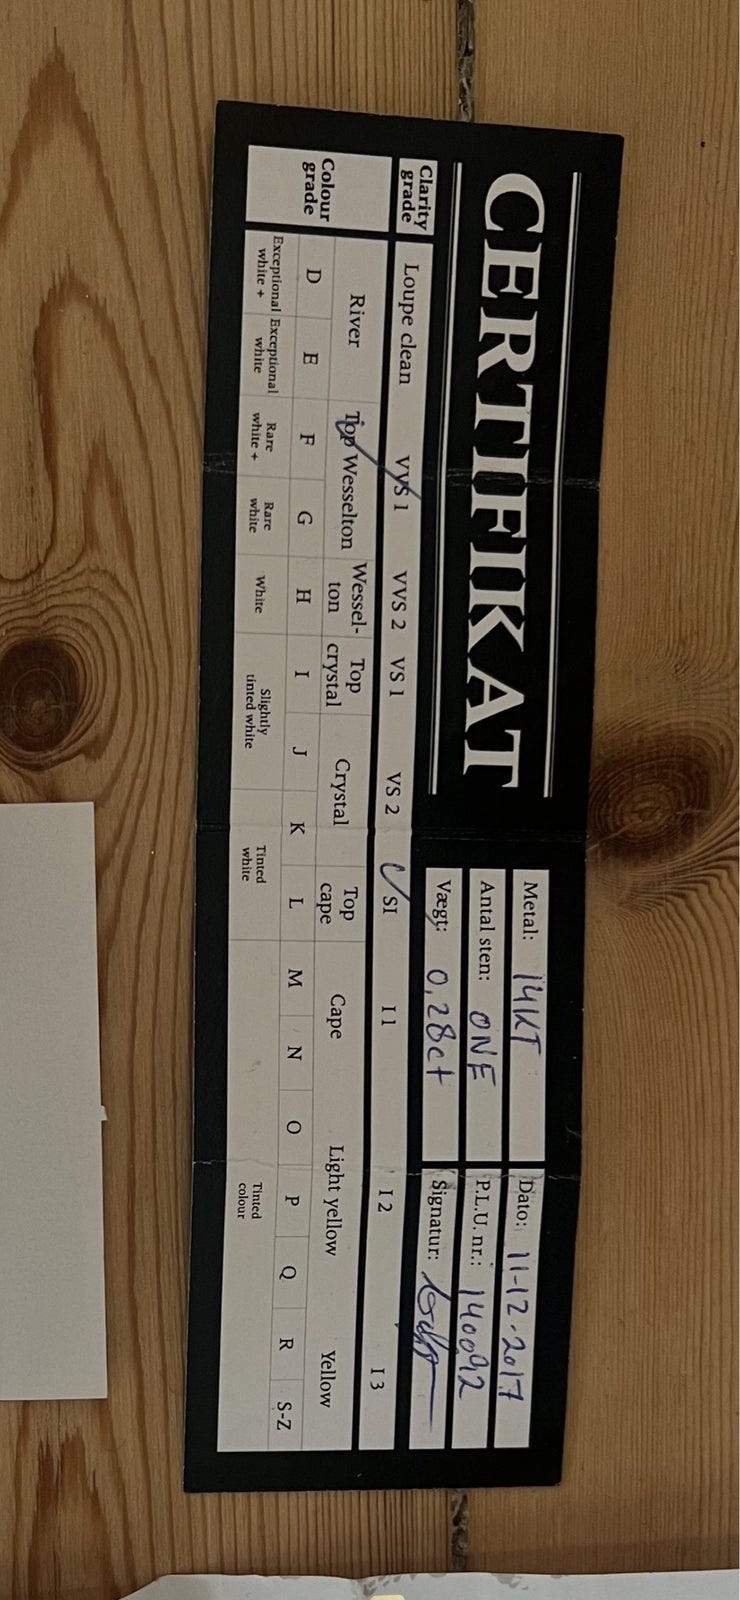 CERTIFIKAT
Metal: 14KT
Dato: 11-12-2017
Antal sten: ONE
P.L.U. nr.: 140092
Vægt: 0,28ct
Signatur:
Clarity grade
Loupe clean VVS 1 VVS 2 VS 1 VS 2 SI I 1 I 2 I 3
Colour grade
River Top Wesselton Wessel-
ton
Top
crystal
Crystal
Top
cape
Cape Light yellow Yellow
D E F G H I J K L M N O P Q R S-Z
Exceptional
white +
Exceptional
white
Rare
white +
Rare
white
White
Slightly
tinted white
Tinted
white
Tinted
colour